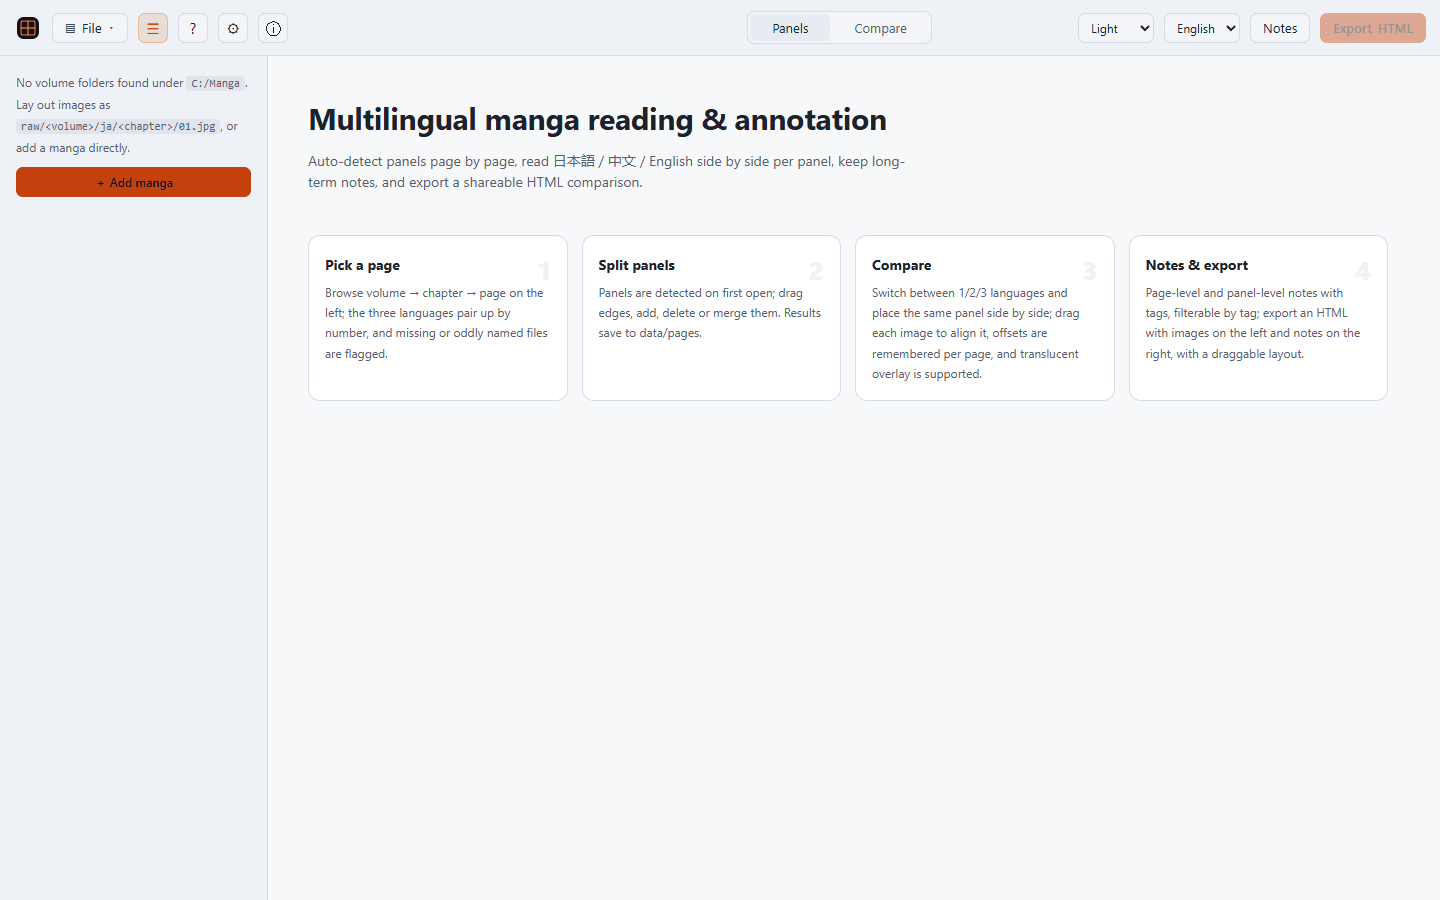 File
?
Panels
Compare
Light
English
Notes
Export HTML
No volume folders found under C:/Manga.
Lay out images as
raw/<volume>/ja/<chapter>/01.jpg, or
add a manga directly.
+ Add manga
Multilingual manga reading & annotation
Auto-detect panels page by page, read 日本語 / 中文 / English side by side per panel, keep long-
term notes, and export a shareable HTML comparison.
Pick a page
1
Browse volume → chapter → page on the
left; the three languages pair up by
number, and missing or oddly named files
are flagged.
Split panels
2
Panels are detected on first open; drag
edges, add, delete or merge them. Results
save to data/pages.
Compare
3
Switch between 1/2/3 languages and
place the same panel side by side; drag
each image to align it, offsets are
remembered per page, and translucent
overlay is supported.
Notes & export
4
Page-level and panel-level notes with
tags, filterable by tag; export an HTML
with images on the left and notes on the
right, with a draggable layout.